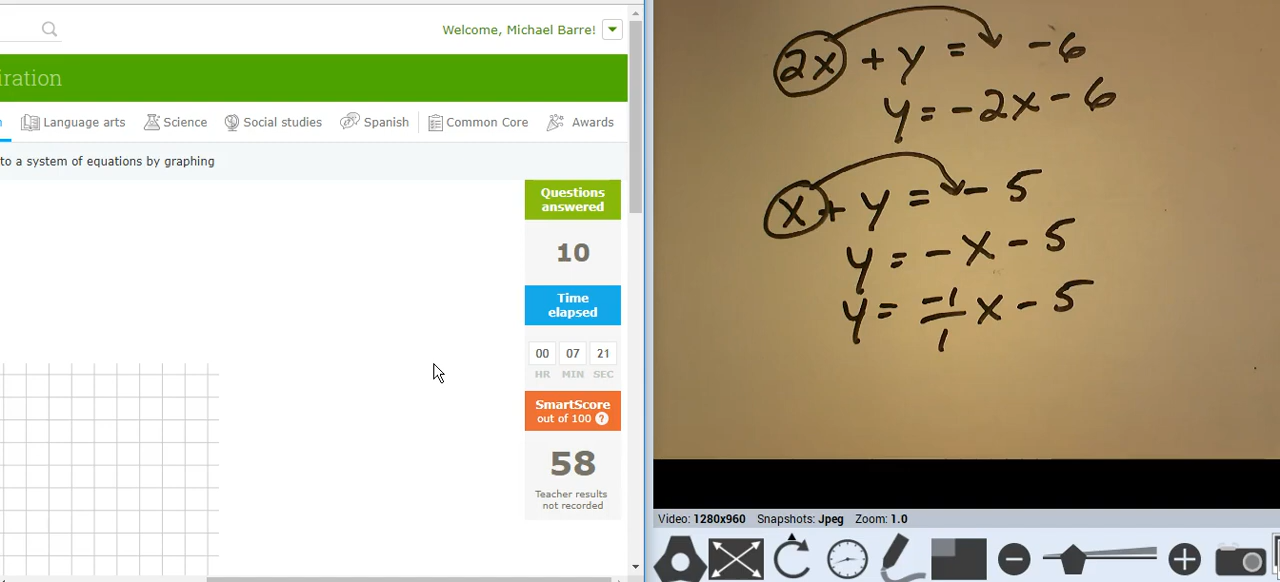 Welcome, Michael Barre!
iration
Language arts Science Social studies Spanish Common Core Awards
to a system of equations by graphing
Questions answered
10
Time elapsed
00 07 21
HR MIN SEC
SmartScore
out of 100 ?
58
Teacher results
not recorded
2x + y = -6
y = -2x - 6
x + y = - 5
y = - x - 5
y = -1/1 x - 5
Video: 1280x960 Snapshots: Jpeg Zoom: 1.0